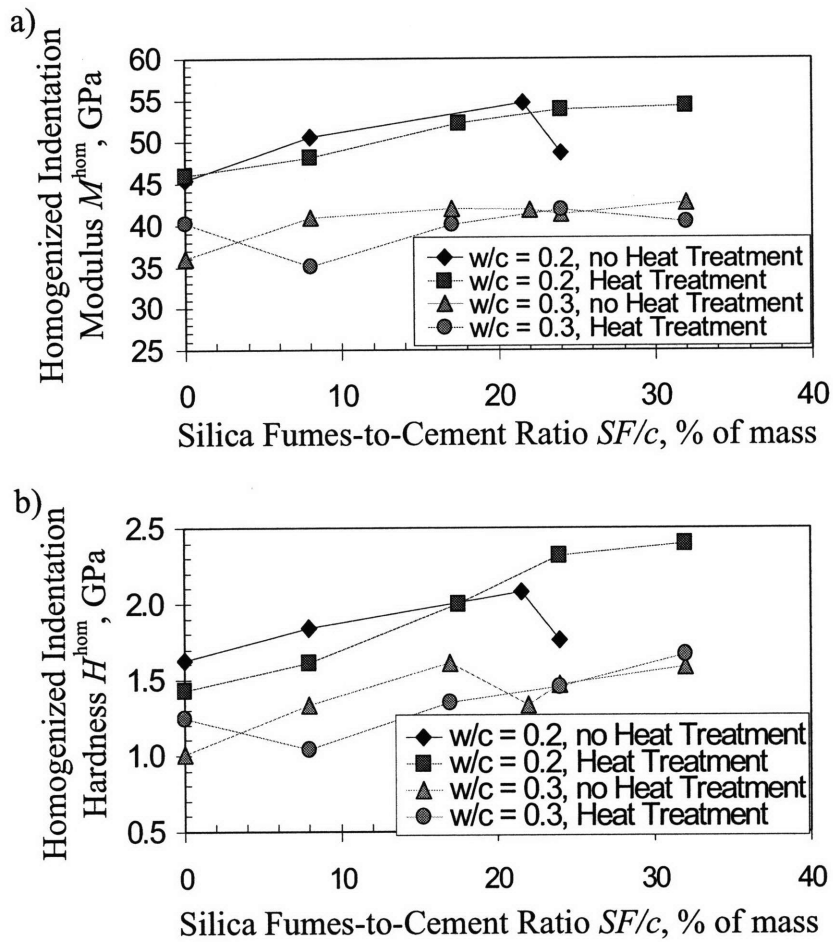 a)
Homogenized Indentation
Modulus M^hom, GPa
60
55
50
45
40
35
30
25
w/c = 0.2, no Heat Treatment
w/c = 0.2, Heat Treatment
w/c = 0.3, no Heat Treatment
w/c = 0.3, Heat Treatment
0 10 20 30 40
Silica Fumes-to-Cement Ratio SF/c, % of mass
b)
Homogenized Indentation
Hardness H^hom, GPa
2.5
2.0
1.5
1.0
0.5
w/c = 0.2, no Heat Treatment
w/c = 0.2, Heat Treatment
w/c = 0.3, no Heat Treatment
w/c = 0.3, Heat Treatment
0 10 20 30 40
Silica Fumes-to-Cement Ratio SF/c, % of mass